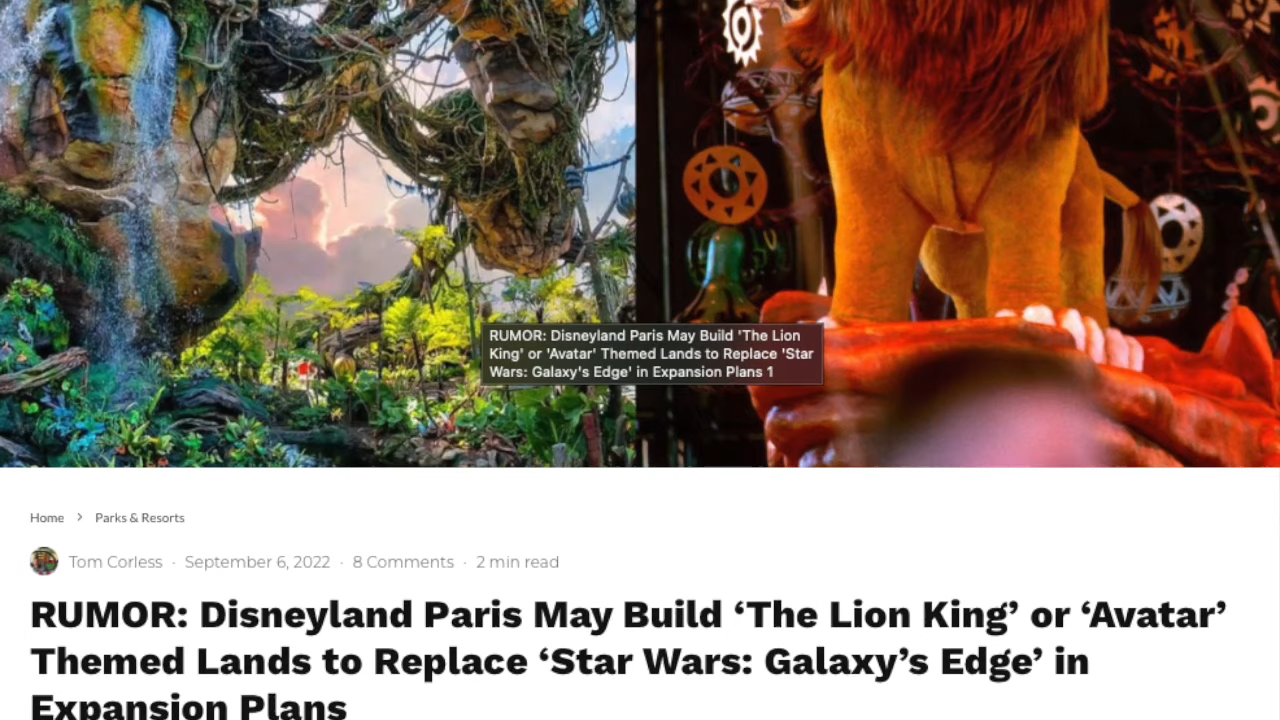 RUMOR: Disneyland Paris May Build 'The Lion
King' or 'Avatar' Themed Lands to Replace 'Star
Wars: Galaxy's Edge' in Expansion Plans 1
Home > Parks & Resorts
Tom Corless · September 6, 2022 · 8 Comments · 2 min read
RUMOR: Disneyland Paris May Build ‘The Lion King’ or ‘Avatar’
Themed Lands to Replace ‘Star Wars: Galaxy’s Edge’ in
Expansion Plans